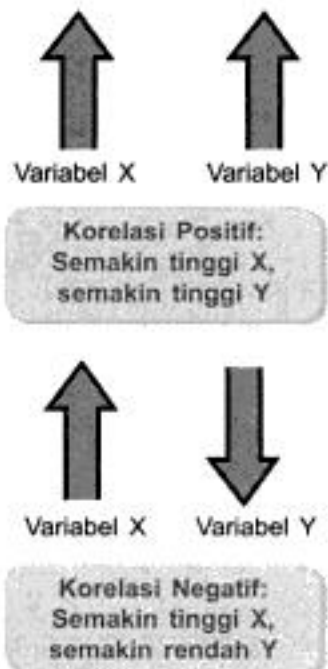 Variabel X Variabel Y
Korelasi Positif:
Semakin tinggi X,
semakin tinggi Y
Variabel X Variabel Y
Korelasi Negatif:
Semakin tinggi X,
semakin rendah Y